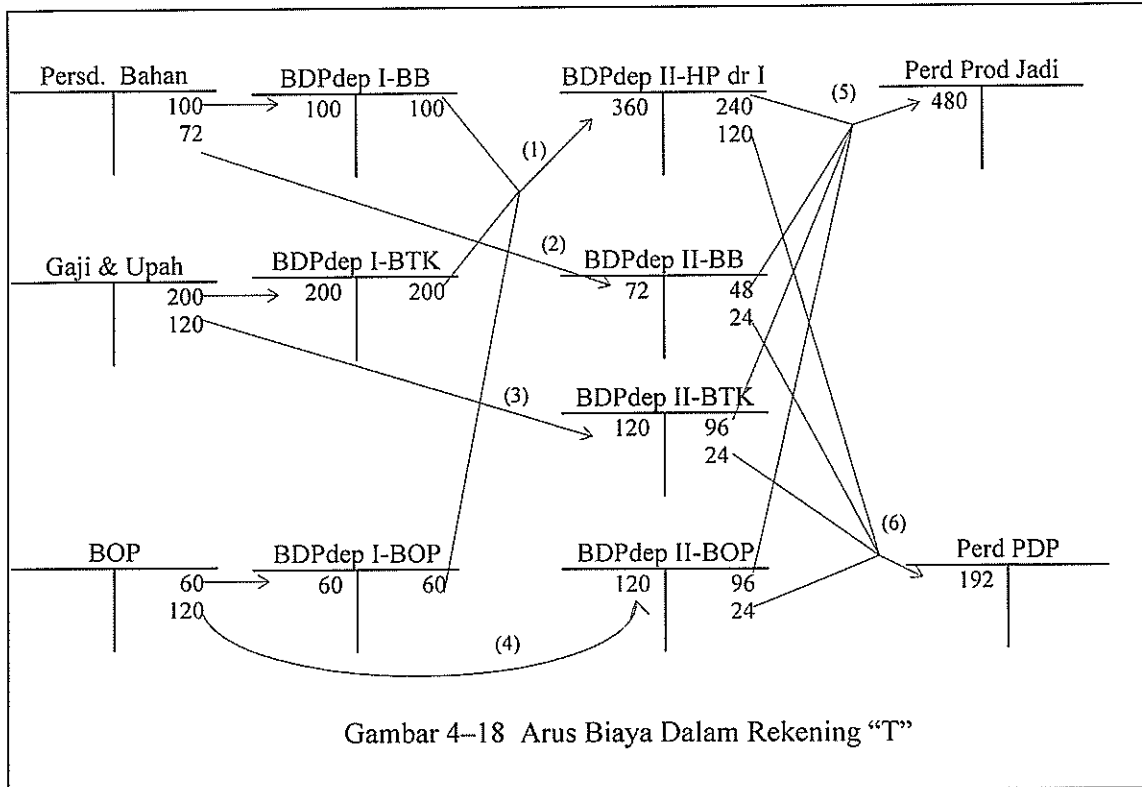 Persd. Bahan
100
72
BDPdep I-BB
100 100
BDPdep II-HP dr I
360 240
120
(5)
Perd Prod Jadi
480
(1)
(2)
Gaji & Upah
200
120
BDPdep I-BTK
200 200
BDPdep II-BB
72 48
24
(3)
BDPdep II-BTK
120 96
24
(6)
BOP
60
120
BDPdep I-BOP
60 60
BDPdep II-BOP
120 96
24
Perd PDP
192
(4)
Gambar 4–18 Arus Biaya Dalam Rekening “T”